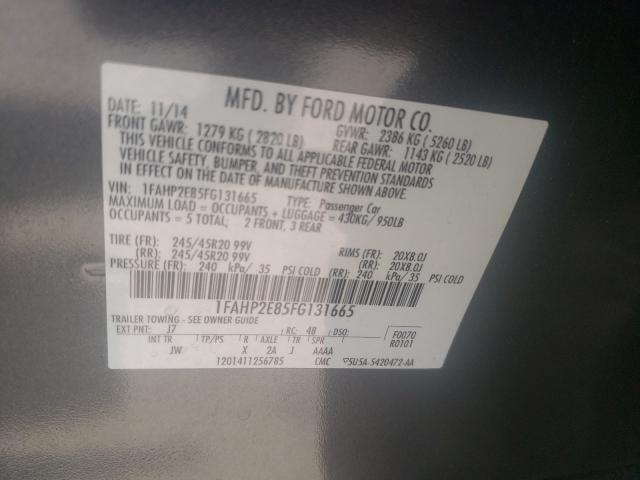 MFD. BY FORD MOTOR CO.
DATE: 11/14 GVWR: 2386 KG ( 5260 LB)
FRONT GAWR: 1279 KG ( 2820 LB) REAR GAWR: 1143 KG ( 2520 LB)
THIS VEHICLE CONFORMS TO ALL APPLICABLE FEDERAL MOTOR
VEHICLE SAFETY, BUMPER, AND THEFT PREVENTION STANDARDS
IN EFFECT ON THE DATE OF MANUFACTURE SHOWN ABOVE.
VIN: 1FAHP2E85FG131665 TYPE: Passenger Car
MAXIMUM LOAD = OCCUPANTS + LUGGAGE = 430KG/950LB
OCCUPANTS = 5 TOTAL; 2 FRONT, 3 REAR
TIRE (FR): 245/45R20 99V RIMS (FR): 20X8.0J
(RR): 245/45R20 99V (RR): 20X8.0J
PRESSURE (FR): 240 kPa/ 35 PSI COLD (RR): 240 kPa/ 35 PSI COLD
1FAHP2E85FG131665
TRAILER TOWING - SEE OWNER GUIDE
EXT PNT: J7 RC: 48 DSO: F0070
INT TR TP/PS R AXLE TR SPR R0101
JW X 2A J AAAA
1201411256785 CMC 5U5A-5420472-AA